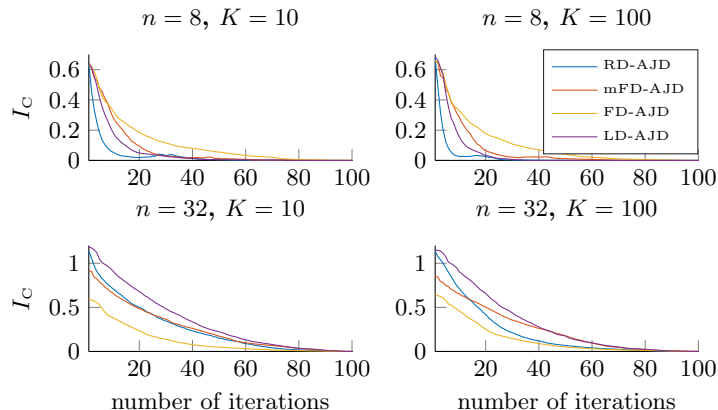 n = 8, K = 10
n = 8, K = 100
I_C
0.6
0.4
0.2
0
20 40 60 80 100
0.6
0.4
0.2
0
20 40 60 80 100
RD-AJD
mFD-AJD
FD-AJD
LD-AJD
n = 32, K = 10
n = 32, K = 100
I_C
1
0.5
0
20 40 60 80 100
1
0.5
0
20 40 60 80 100
number of iterations
number of iterations